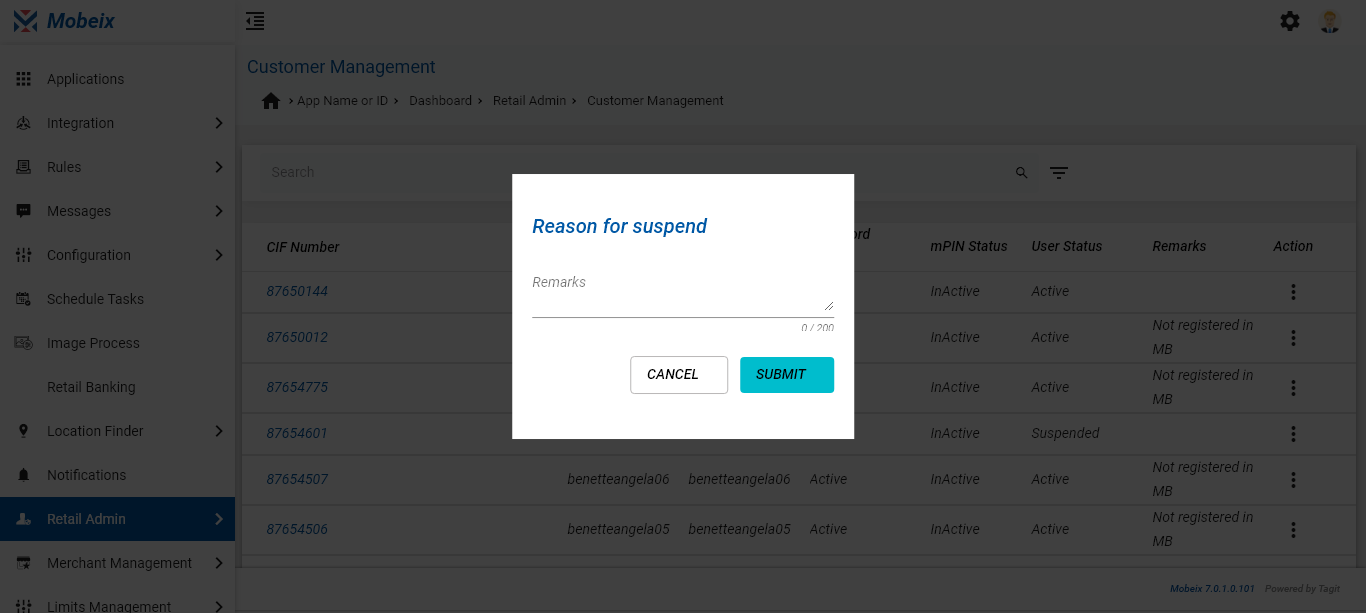 Mobeix
Applications
Integration
Rules
Messages
Configuration
Schedule Tasks
Image Process
Retail Banking
Location Finder
Notifications
Retail Admin
Merchant Management
Limits Management
Customer Management
App Name or ID Dashboard Retail Admin Customer Management
Search
CIF Number mPIN Status User Status Remarks Action
87650144 InActive Active
87650012 InActive Active Not registered in
MB
87654775 InActive Active Not registered in
MB
87654601 InActive Suspended
87654507 benetteangela06 benetteangela06 Active InActive Active Not registered in
MB
87654506 benetteangela05 benetteangela05 Active InActive Active Not registered in
MB
Reason for suspend
Remarks
0 / 200
CANCEL SUBMIT
Mobeix 7.0.1.0.101 Powered by Tagit